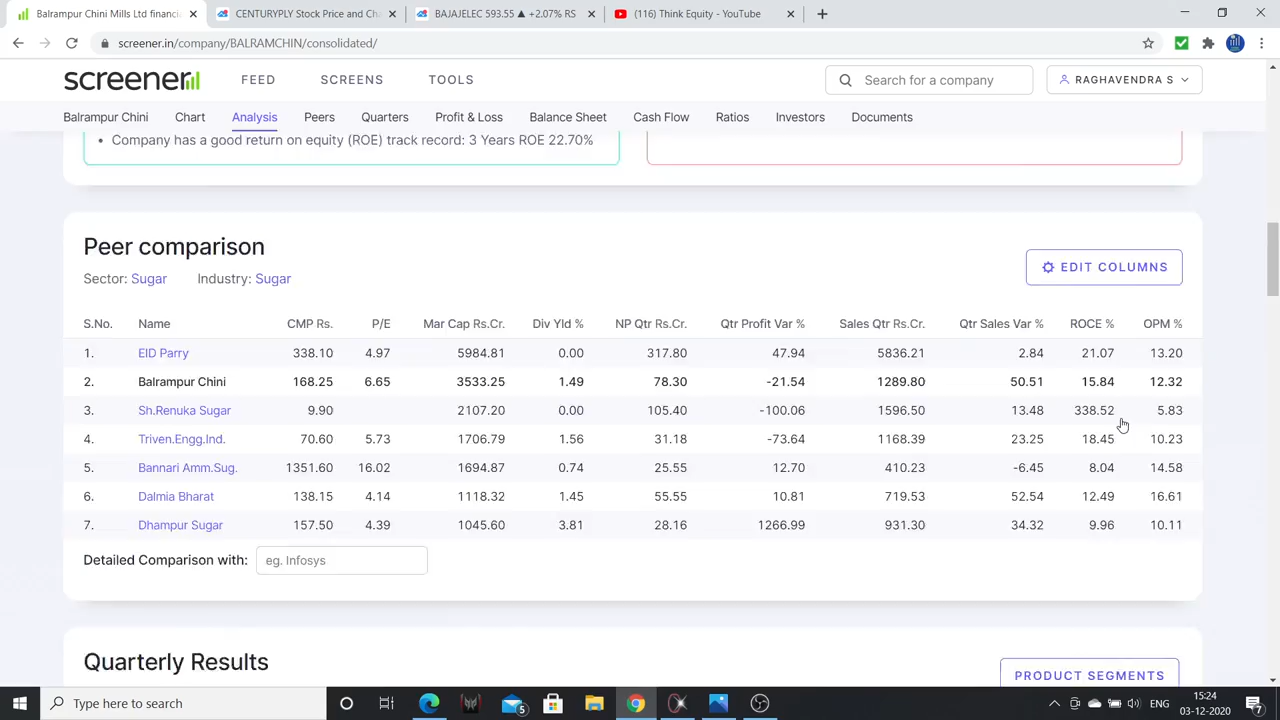 Balrampur Chini Mills Ltd financi
CENTURYPLY Stock Price and Ch
BAJAJELEC 593.55 ▲ +2.07% RS
(116) Think Equity - YouTube
screener.in/company/BALRAMCHIN/consolidated/
screener
FEED
SCREENS
TOOLS
Search for a company
RAGHAVENDRA S
Balrampur Chini Chart Analysis Peers Quarters Profit & Loss Balance Sheet Cash Flow Ratios Investors Documents
• Company has a good return on equity (ROE) track record: 3 Years ROE 22.70%
Peer comparison
Sector: Sugar Industry: Sugar
EDIT COLUMNS
S.No. Name CMP Rs. P/E Mar Cap Rs.Cr. Div Yld % NP Qtr Rs.Cr. Qtr Profit Var % Sales Qtr Rs.Cr. Qtr Sales Var % ROCE % OPM %
1. EID Parry 338.10 4.97 5984.81 0.00 317.80 47.94 5836.21 2.84 21.07 13.20
2. Balrampur Chini 168.25 6.65 3533.25 1.49 78.30 -21.54 1289.80 50.51 15.84 12.32
3. Sh.Renuka Sugar 9.90 2107.20 0.00 105.40 -100.06 1596.50 13.48 338.52 5.83
4. Triven.Engg.Ind. 70.60 5.73 1706.79 1.56 31.18 -73.64 1168.39 23.25 18.45 10.23
5. Bannari Amm.Sug. 1351.60 16.02 1694.87 0.74 25.55 12.70 410.23 -6.45 8.04 14.58
6. Dalmia Bharat 138.15 4.14 1118.32 1.45 55.55 10.81 719.53 52.54 12.49 16.61
7. Dhampur Sugar 157.50 4.39 1045.60 3.81 28.16 1266.99 931.30 34.32 9.96 10.11
Detailed Comparison with: eg. Infosys
Quarterly Results
PRODUCT SEGMENTS
Type here to search
5
ENG
15:24
03-12-2020
7